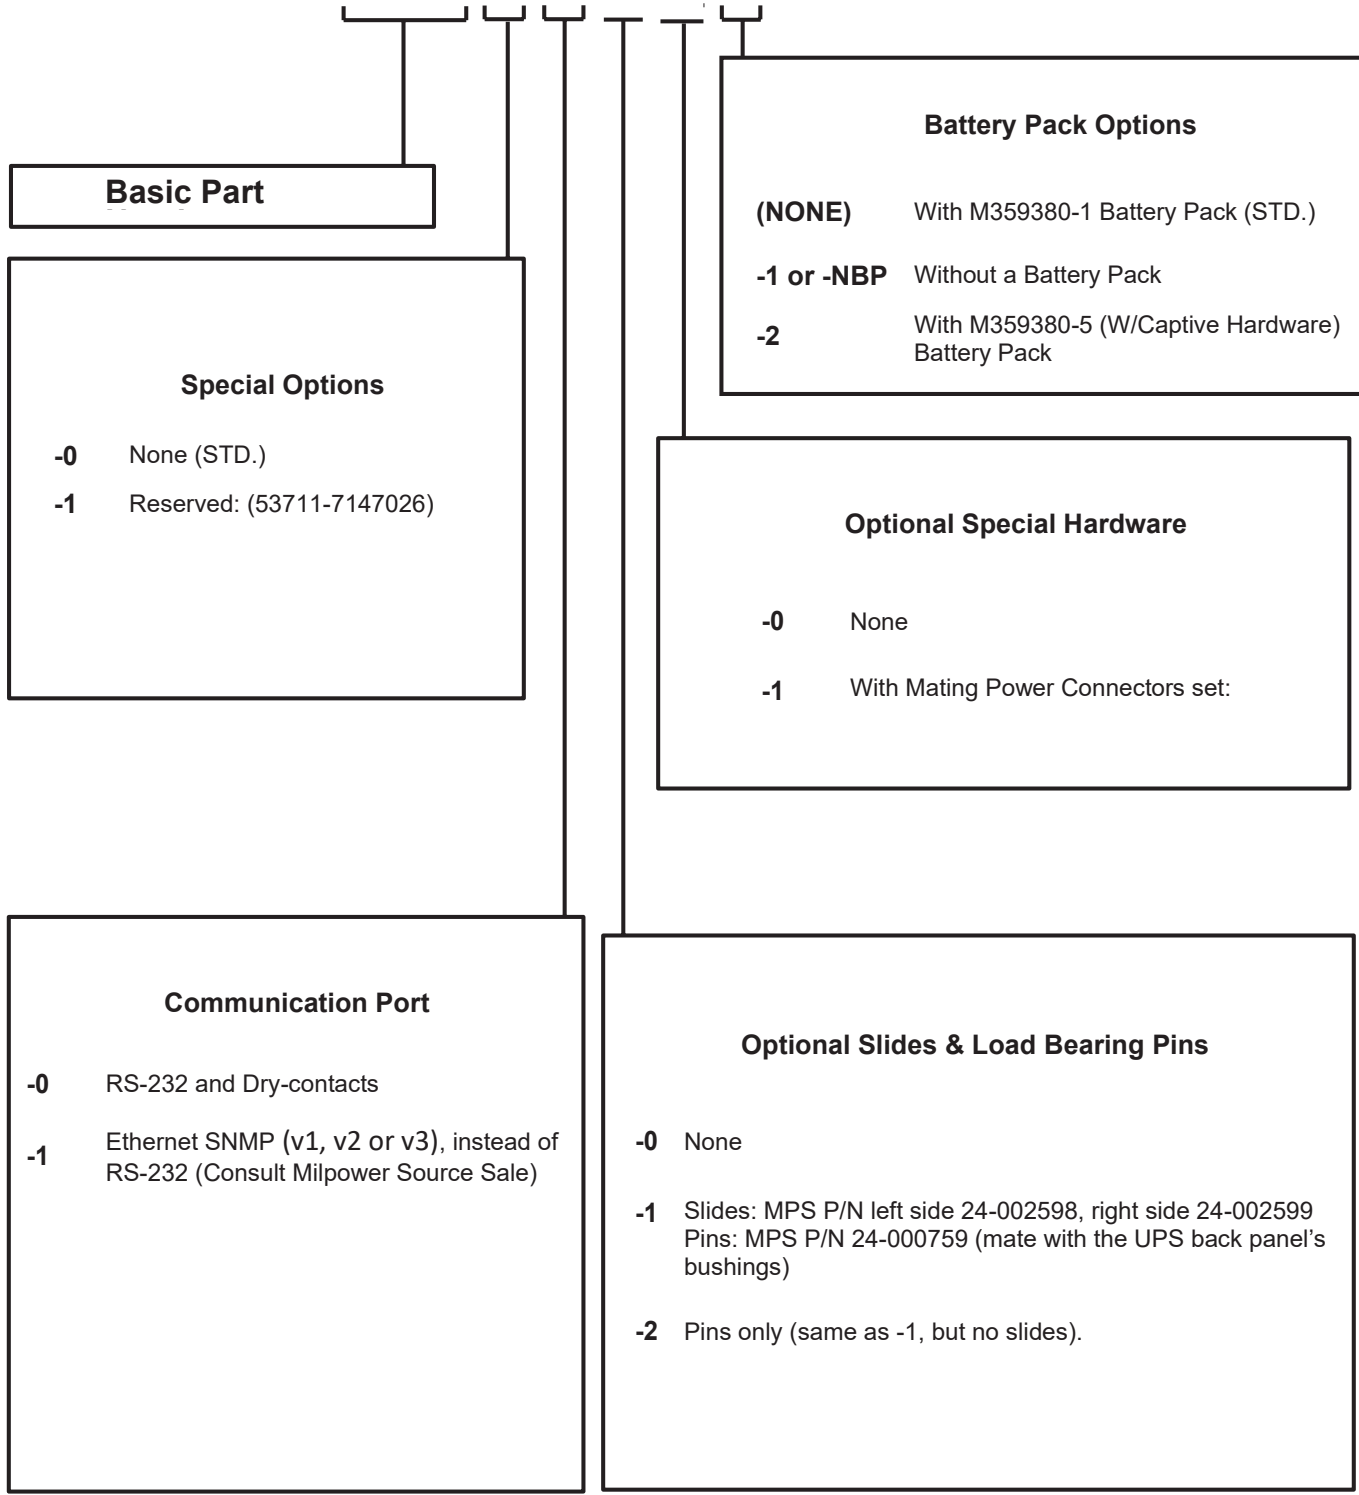 Battery Pack Options
(NONE) With M359380-1 Battery Pack (STD.)
-1 or -NBP Without a Battery Pack
-2 With M359380-5 (W/Captive Hardware)
Battery Pack
Basic Part
Special Options
-0 None (STD.)
-1 Reserved: (53711-7147026)
Optional Special Hardware
-0 None
-1 With Mating Power Connectors set:
Communication Port
-0 RS-232 and Dry-contacts
-1 Ethernet SNMP (v1, v2 or v3), instead of
RS-232 (Consult Milpower Source Sale)
Optional Slides & Load Bearing Pins
-0 None
-1 Slides: MPS P/N left side 24-002598, right side 24-002599
Pins: MPS P/N 24-000759 (mate with the UPS back panel’s
bushings)
-2 Pins only (same as -1, but no slides).